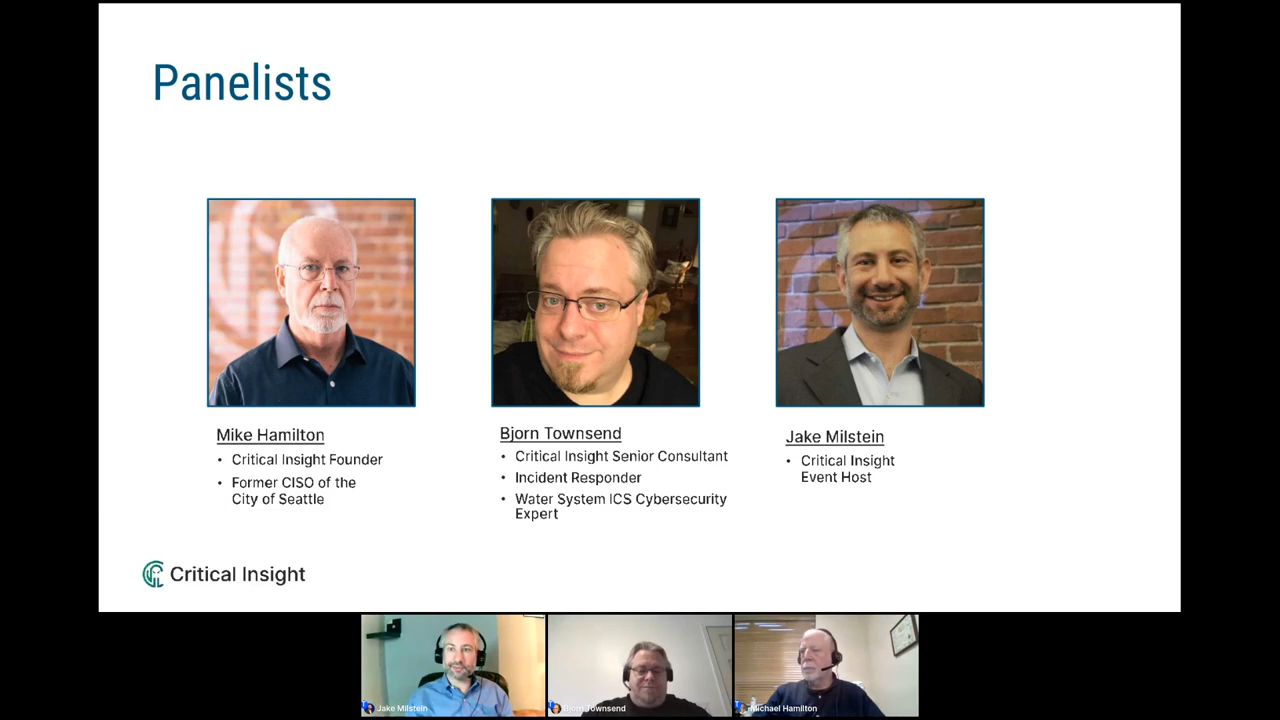 Panelists
Mike Hamilton
• Critical Insight Founder
• Former CISO of the
City of Seattle
Bjorn Townsend
• Critical Insight Senior Consultant
• Incident Responder
• Water System ICS Cybersecurity
Expert
Jake Milstein
• Critical Insight
Event Host
Critical Insight
Jake Milstein
Bjorn Townsend
Michael Hamilton